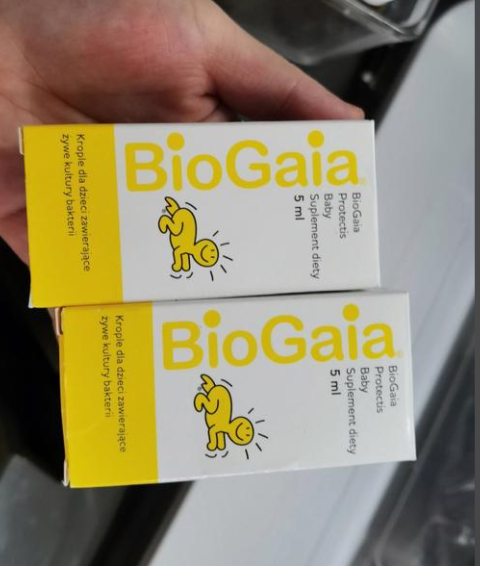 BioGaia
BioGaia
Protectis
Baby
Suplement diety
5 ml
Krople dla dzieci zawierające
żywe kultury bakterii
BioGaia
BioGaia
Protectis
Baby
Suplement diety
5 ml
Krople dla dzieci zawierające
żywe kultury bakterii